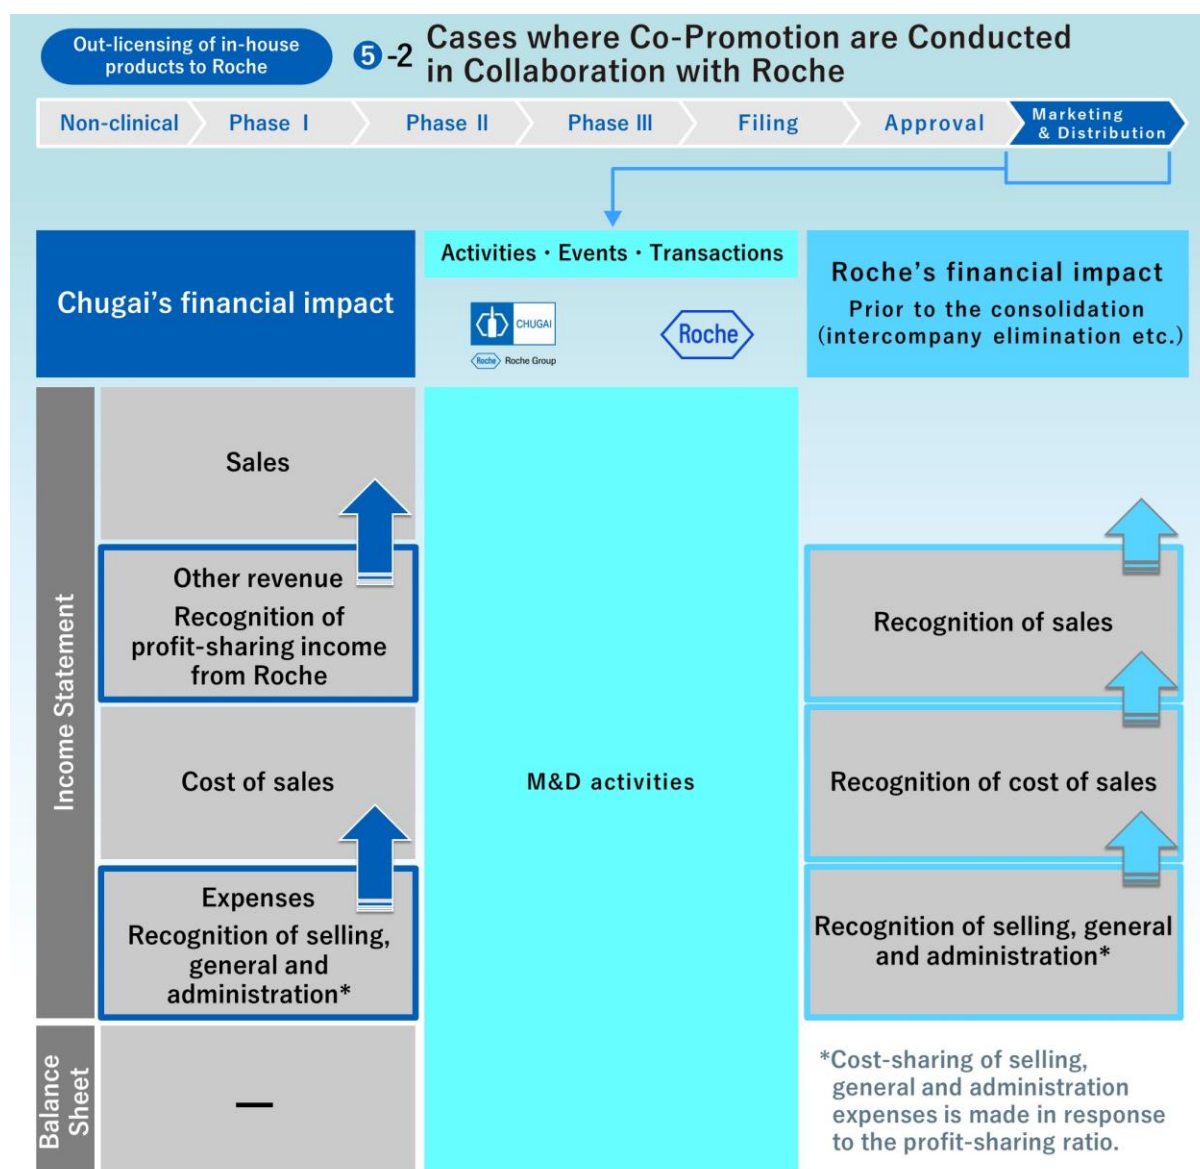 Out-licensing of in-house
products to Roche
5-2 Cases where Co-Promotion are Conducted
in Collaboration with Roche
Non-clinical
Phase I
Phase II
Phase III
Filing
Approval
Marketing
& Distribution
Chugai's financial impact
Activities・Events・Transactions
CHUGAI
Roche Roche Group
Roche
Roche's financial impact
Prior to the consolidation
(intercompany elimination etc.)
Income Statement
Sales
Other revenue
Recognition of
profit-sharing income
from Roche
Cost of sales
Expenses
Recognition of selling,
general and
administration*
M&D activities
Recognition of sales
Recognition of cost of sales
Recognition of selling, general
and administration*
Balance
Sheet
—
*Cost-sharing of selling,
general and administration
expenses is made in response
to the profit-sharing ratio.